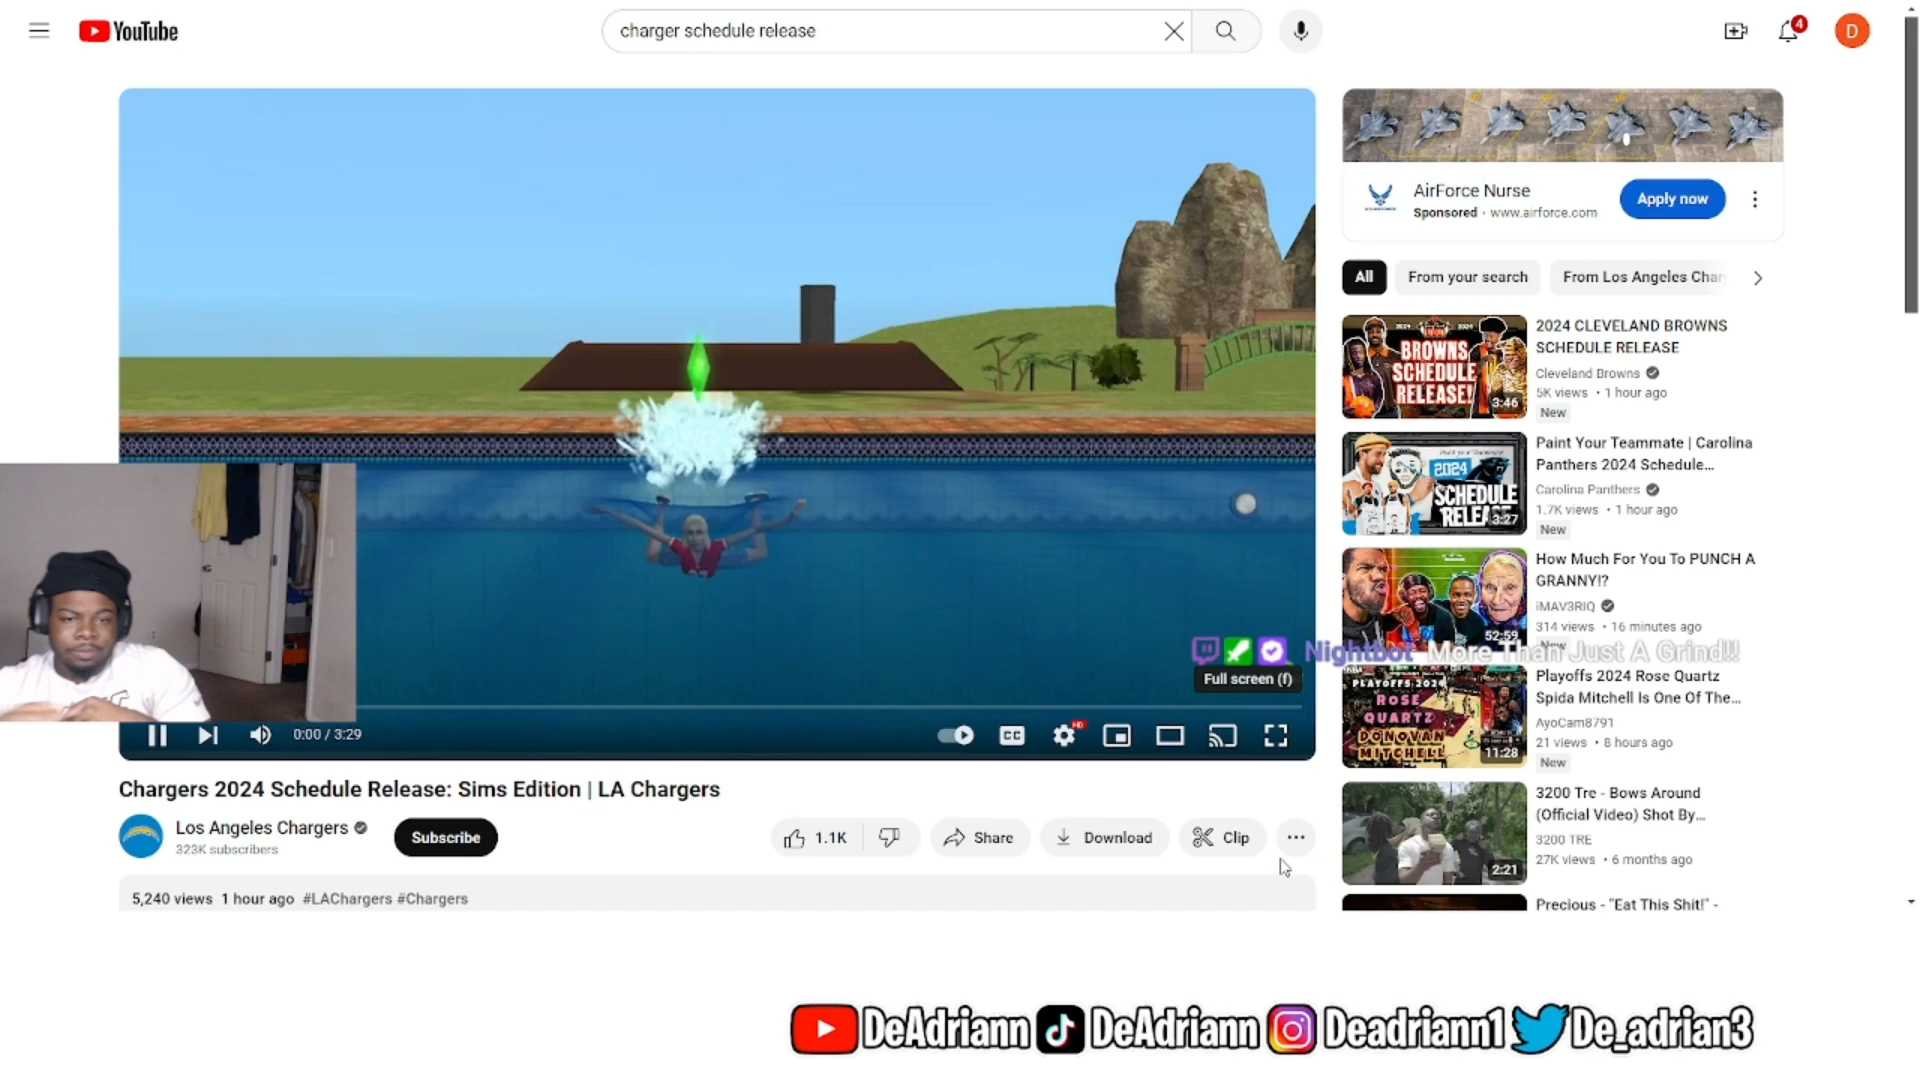 YouTube
charger schedule release
4
D
AirForce Nurse
Sponsored · www.airforce.com
Apply now
All
From your search
From Los Angeles Char
BROWNS
SCHEDULE
RELEASE!
3:46
2024 CLEVELAND BROWNS
SCHEDULE RELEASE
Cleveland Browns
5K views · 1 hour ago
New
2024
SCHEDULE
RELEA
3:27
Paint Your Teammate | Carolina
Panthers 2024 Schedule...
Carolina Panthers
1.7K views · 1 hour ago
New
52:59
How Much For You To PUNCH A
GRANNY!?
iMAV3RIQ
314 views · 16 minutes ago
Nightbot More Than Just A Grind!!
Full screen (f)
PLAYOFFS 2024
ROSE
QUARTZ
DONOVAN
MITCHELL
11:28
Playoffs 2024 Rose Quartz
Spida Mitchell Is One Of The...
AyoCam8791
21 views · 8 hours ago
New
0:00 / 3:29
CC
HD
Chargers 2024 Schedule Release: Sims Edition | LA Chargers
Los Angeles Chargers
323K subscribers
Subscribe
1.1K
Share
Download
Clip
2:21
3200 Tre - Bows Around
(Official Video) Shot By...
3200 TRE
27K views · 6 months ago
5,240 views 1 hour ago #LAChargers #Chargers
Precious - "Eat This Shit!" -
DeAdriann DeAdriann Deadriann1 De_adrian3